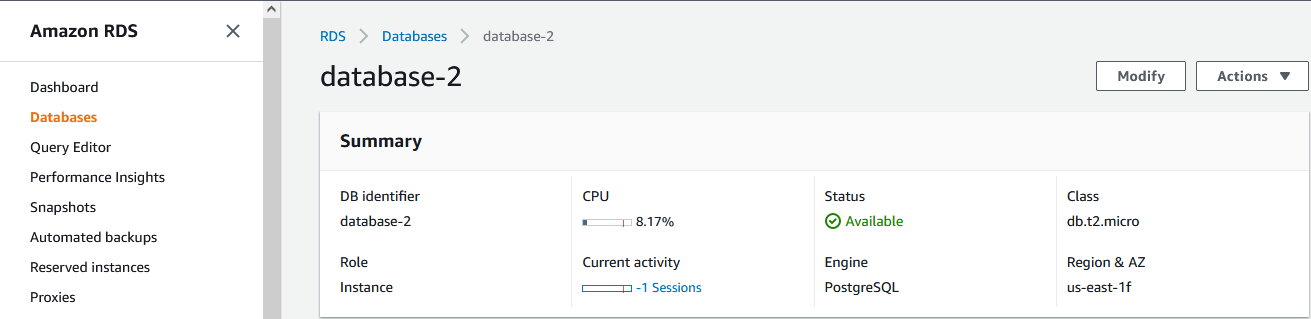 Amazon RDS
Dashboard
Databases
Query Editor
Performance Insights
Snapshots
Automated backups
Reserved instances
Proxies
RDS > Databases > database-2
database-2
Modify
Actions
Summary
DB identifier
database-2
CPU
8.17%
Status
Available
Class
db.t2.micro
Role
Instance
Current activity
-1 Sessions
Engine
PostgreSQL
Region & AZ
us-east-1f